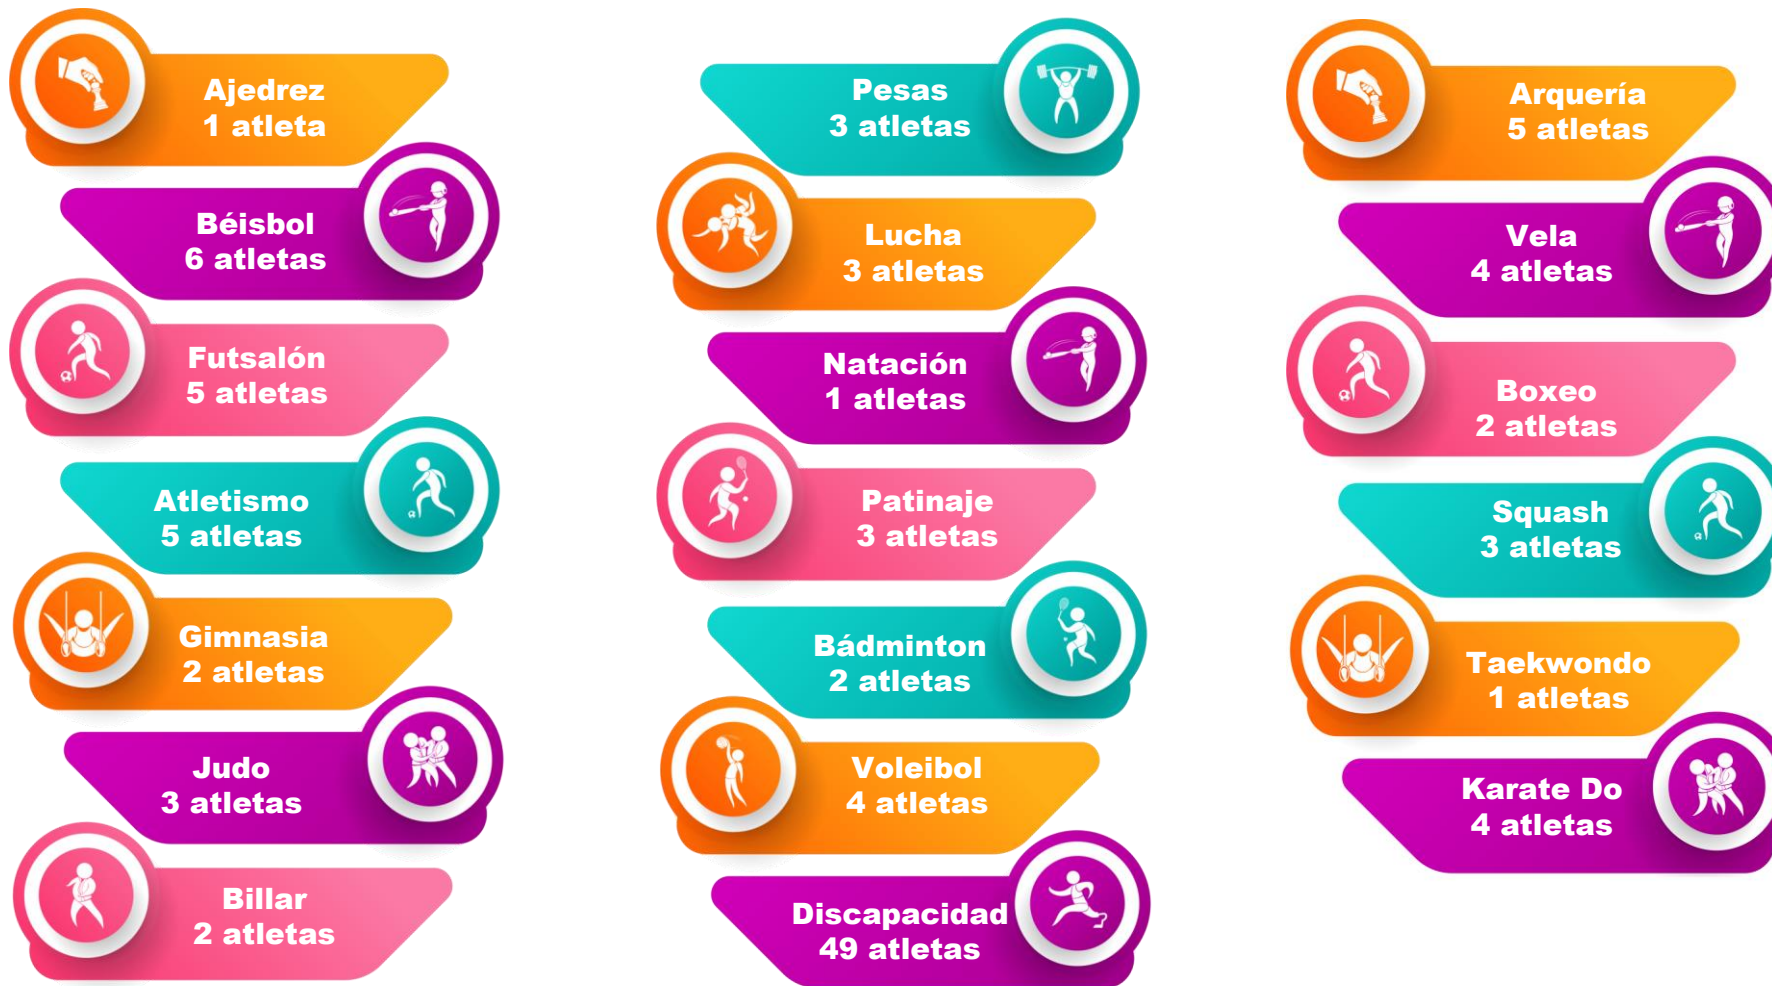 Ajedrez
1 atleta
Béisbol
6 atletas
Futsalón
5 atletas
Atletismo
5 atletas
Gimnasia
2 atletas
Judo
3 atletas
Billar
2 atletas
Pesas
3 atletas
Lucha
3 atletas
Natación
1 atletas
Patinaje
3 atletas
Bádminton
2 atletas
Voleibol
4 atletas
Discapacidad
49 atletas
Arquería
5 atletas
Vela
4 atletas
Boxeo
2 atletas
Squash
3 atletas
Taekwondo
1 atletas
Karate Do
4 atletas